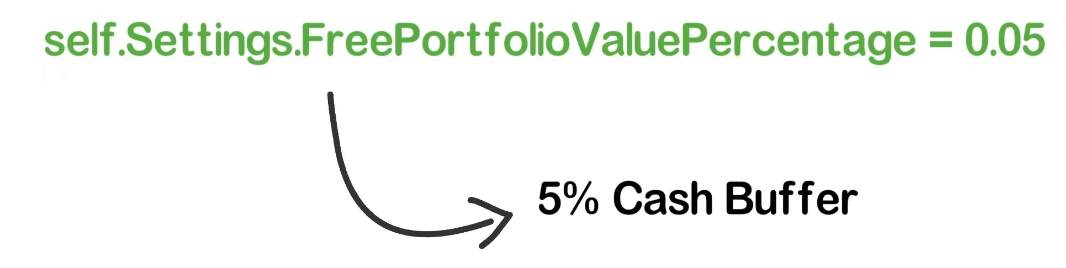 self.Settings.FreePortfolioValuePercentage = 0.05
5% Cash Buffer